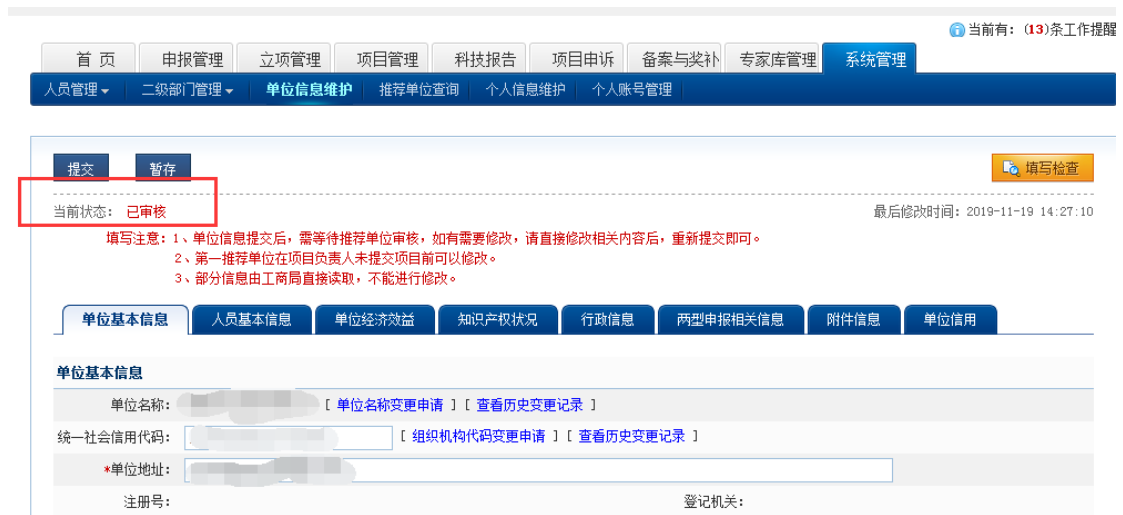 当前有：(13)条工作提醒
首 页 申报管理 立项管理 项目管理 科技报告 项目申诉 备案与奖补 专家库管理 系统管理
人员管理 二级部门管理 单位信息维护 推荐单位查询 个人信息维护 个人账号管理
提交 暂存 填写检查
当前状态： 已审核 最后修改时间：2019-11-19 14:27:10
填写注意：1、单位信息提交后，需等待推荐单位审核，如有需要修改，请直接修改相关内容后，重新提交即可。
2、第一推荐单位在项目负责人未提交项目前可以修改。
3、部分信息由工商局直接读取，不能进行修改。
单位基本信息 人员基本信息 单位经济效益 知识产权状况 行政信息 两型申报相关信息 附件信息 单位信用
单位基本信息
单位名称： [ 单位名称变更申请 ] [ 查看历史变更记录 ]
统一社会信用代码： [ 组织机构代码变更申请 ] [ 查看历史变更记录 ]
*单位地址：
注册号： 登记机关：